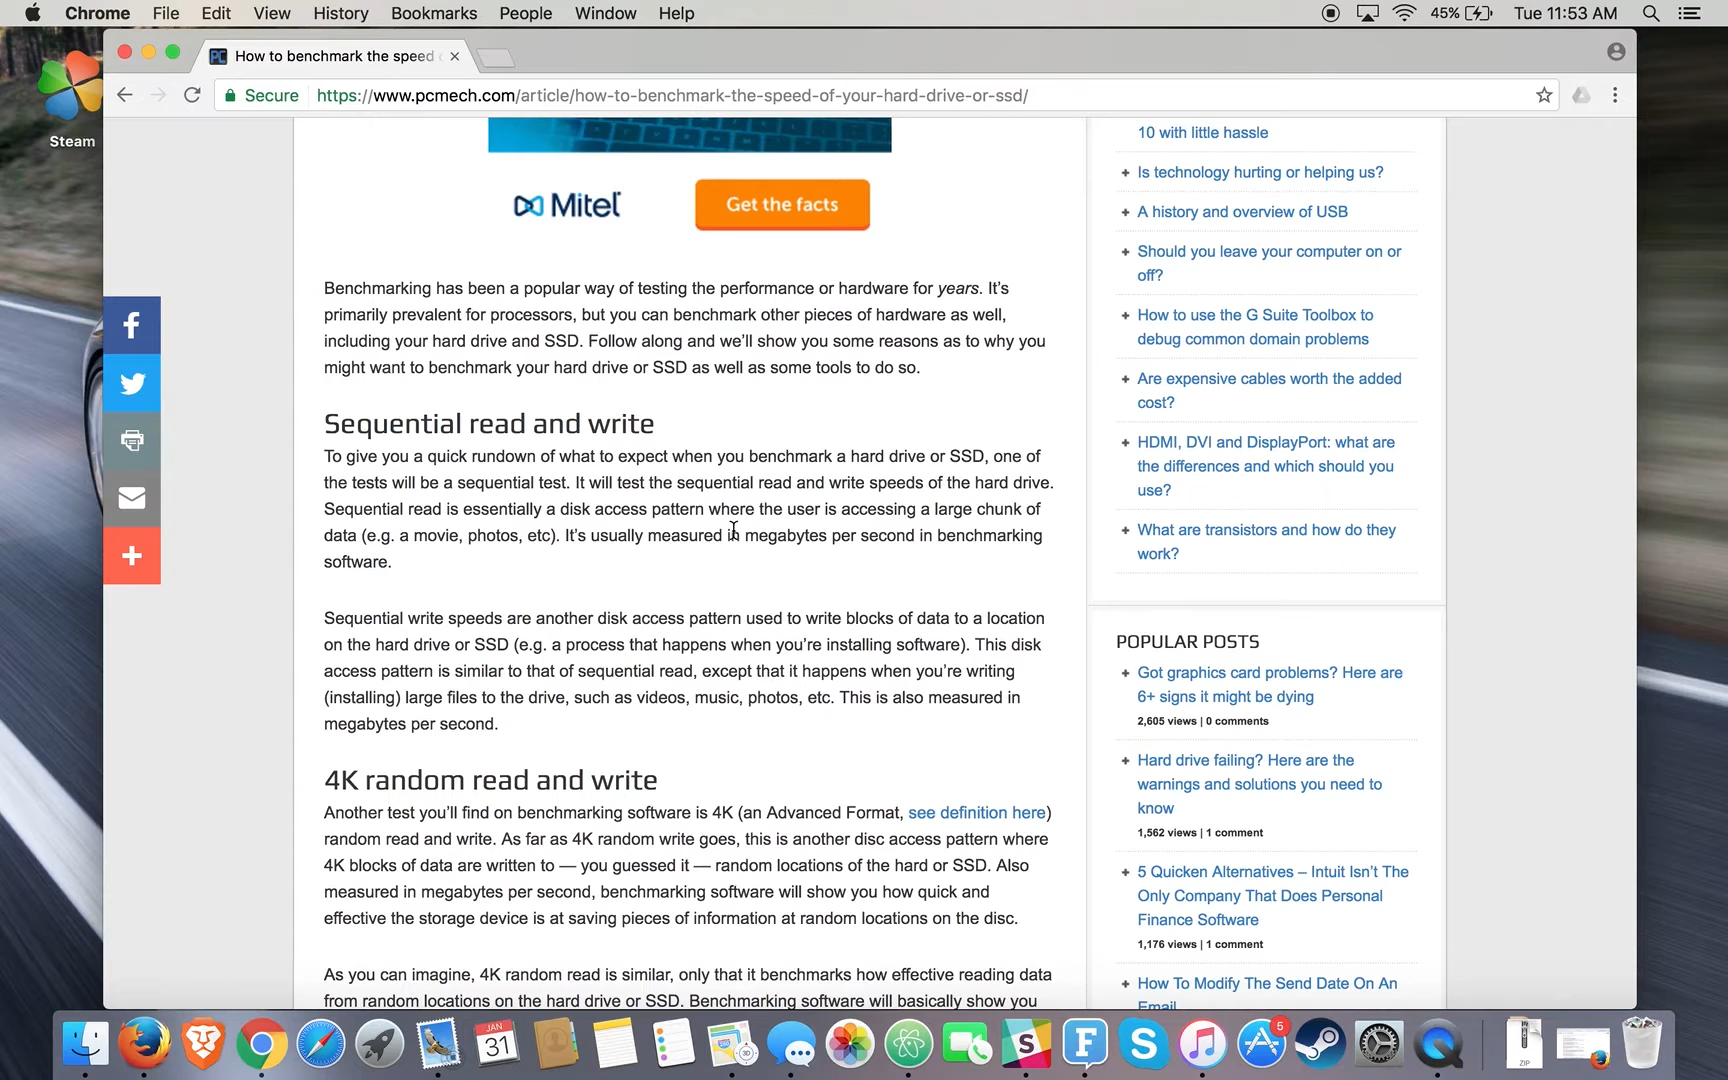 Chrome File Edit View History Bookmarks People Window Help 45% Tue 11:53 AM
Steam
How to benchmark the speed
Secure https://www.pcmech.com/article/how-to-benchmark-the-speed-of-your-hard-drive-or-ssd/
Mitel
Get the facts
Benchmarking has been a popular way of testing the performance or hardware for years. It's
primarily prevalent for processors, but you can benchmark other pieces of hardware as well,
including your hard drive and SSD. Follow along and we'll show you some reasons as to why you
might want to benchmark your hard drive or SSD as well as some tools to do so.
Sequential read and write
To give you a quick rundown of what to expect when you benchmark a hard drive or SSD, one of
the tests will be a sequential test. It will test the sequential read and write speeds of the hard drive.
Sequential read is essentially a disk access pattern where the user is accessing a large chunk of
data (e.g. a movie, photos, etc). It's usually measured in megabytes per second in benchmarking
software.
Sequential write speeds are another disk access pattern used to write blocks of data to a location
on the hard drive or SSD (e.g. a process that happens when you're installing software). This disk
access pattern is similar to that of sequential read, except that it happens when you're writing
(installing) large files to the drive, such as videos, music, photos, etc. This is also measured in
megabytes per second.
4K random read and write
Another test you'll find on benchmarking software is 4K (an Advanced Format, see definition here)
random read and write. As far as 4K random write goes, this is another disc access pattern where
4K blocks of data are written to — you guessed it — random locations of the hard or SSD. Also
measured in megabytes per second, benchmarking software will show you how quick and
effective the storage device is at saving pieces of information at random locations on the disc.
As you can imagine, 4K random read is similar, only that it benchmarks how effective reading data
from random locations on the hard drive or SSD. Benchmarking software will basically show you
10 with little hassle
Is technology hurting or helping us?
A history and overview of USB
Should you leave your computer on or
off?
How to use the G Suite Toolbox to
debug common domain problems
Are expensive cables worth the added
cost?
HDMI, DVI and DisplayPort: what are
the differences and which should you
use?
What are transistors and how do they
work?
POPULAR POSTS
Got graphics card problems? Here are
6+ signs it might be dying
2,605 views | 0 comments
Hard drive failing? Here are the
warnings and solutions you need to
know
1,562 views | 1 comment
5 Quicken Alternatives – Intuit Isn't The
Only Company That Does Personal
Finance Software
1,176 views | 1 comment
How To Modify The Send Date On An
Email
JAN
31
5
ZIP